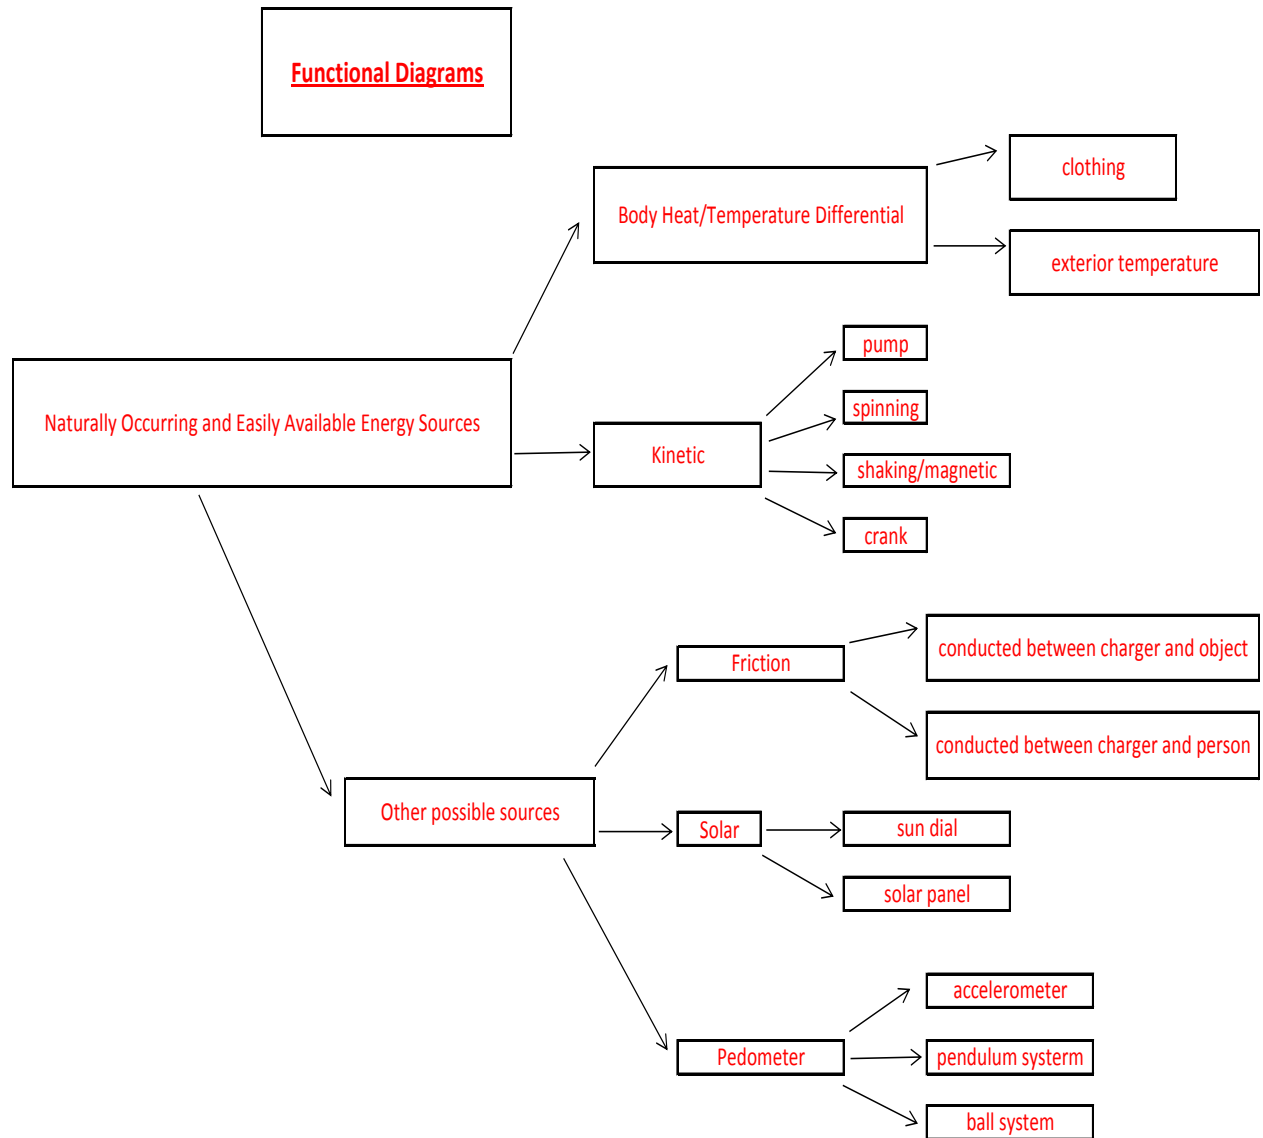 Functional Diagrams
clothing
Body Heat/Temperature Differential
exterior temperature
pump
spinning
Naturally Occurring and Easily Available Energy Sources
Kinetic
shaking/magnetic
crank
conducted between charger and object
Friction
conducted between charger and person
Other possible sources
Solar
sun dial
solar panel
accelerometer
Pedometer
pendulum systerm
ball system